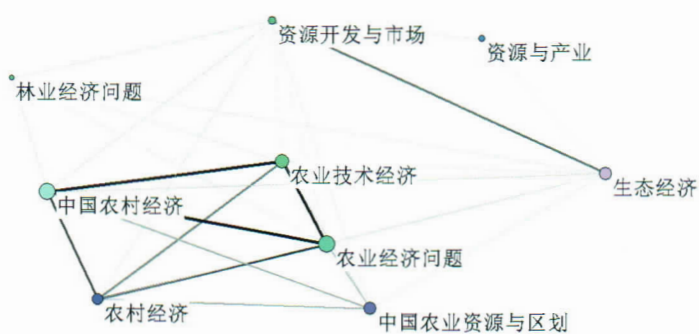 资源开发与市场
资源与产业
林业经济问题
农业技术经济
生态经济
中国农村经济
农业经济问题
农村经济
中国农业资源与区划